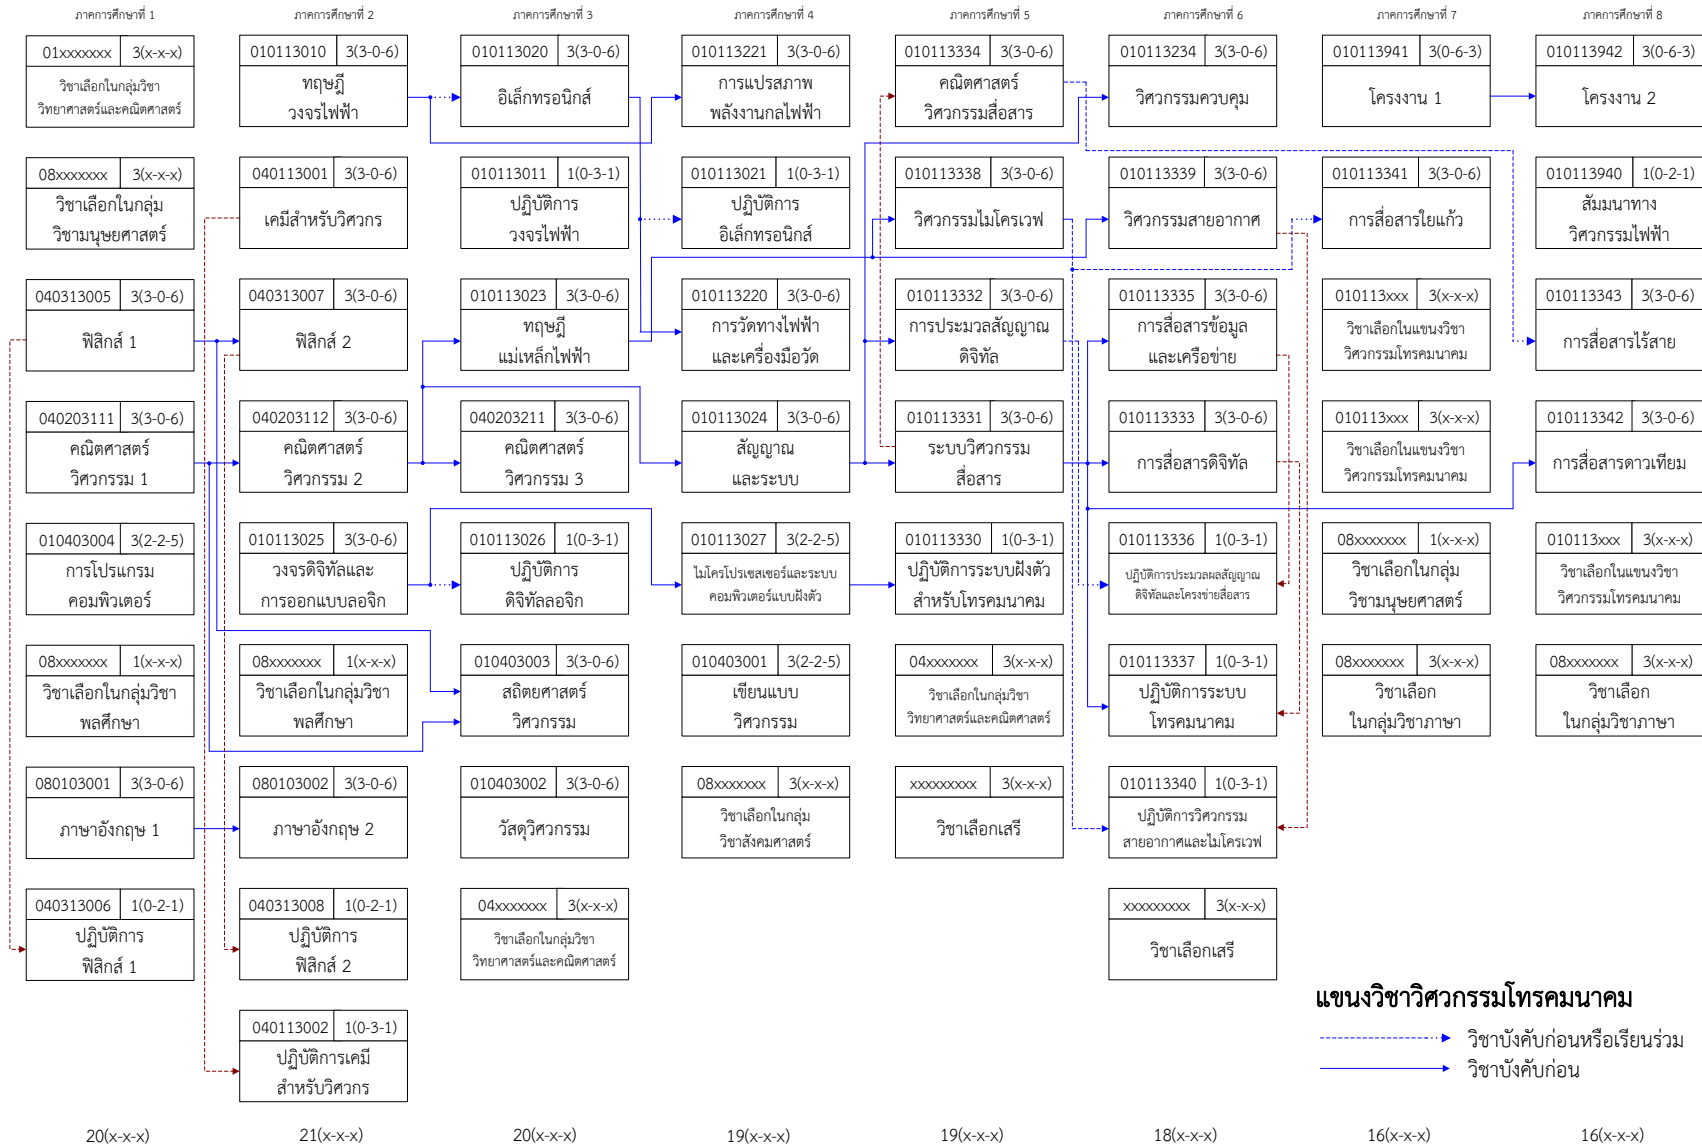 ภาคการศึกษาที่ 1
ภาคการศึกษาที่ 2
ภาคการศึกษาที่ 3
ภาคการศึกษาที่ 4
ภาคการศึกษาที่ 5
ภาคการศึกษาที่ 6
ภาคการศึกษาที่ 7
ภาคการศึกษาที่ 8
01xxxxxxx 3(x-x-x)
วิชาเลือกในกลุ่มวิชา
วิทยาศาสตร์และคณิตศาสตร์
010113010 3(3-0-6)
ทฤษฎี
วงจรไฟฟ้า
010113020 3(3-0-6)
อิเล็กทรอนิกส์
010113221 3(3-0-6)
การแปรสภาพ
พลังงานกลไฟฟ้า
010113334 3(3-0-6)
คณิตศาสตร์
วิศวกรรมสื่อสาร
010113234 3(3-0-6)
วิศวกรรมควบคุม
010113941 3(0-6-3)
โครงงาน 1
010113942 3(0-6-3)
โครงงาน 2
08xxxxxxx 3(x-x-x)
วิชาเลือกในกลุ่ม
วิชามนุษยศาสตร์
040113001 3(3-0-6)
เคมีสำหรับวิศวกร
010113011 1(0-3-1)
ปฏิบัติการ
วงจรไฟฟ้า
010113021 1(0-3-1)
ปฏิบัติการ
อิเล็กทรอนิกส์
010113338 3(3-0-6)
วิศวกรรมไมโครเวฟ
010113339 3(3-0-6)
วิศวกรรมสายอากาศ
010113341 3(3-0-6)
การสื่อสารใยแก้ว
010113940 1(0-2-1)
สัมมนาทาง
วิศวกรรมไฟฟ้า
040313005 3(3-0-6)
ฟิสิกส์ 1
040313007 3(3-0-6)
ฟิสิกส์ 2
010113023 3(3-0-6)
ทฤษฎี
แม่เหล็กไฟฟ้า
010113220 3(3-0-6)
การวัดทางไฟฟ้า
และเครื่องมือวัด
010113332 3(3-0-6)
การประมวลสัญญาณ
ดิจิทัล
010113335 3(3-0-6)
การสื่อสารข้อมูล
และเครือข่าย
010113xxx 3(x-x-x)
วิชาเลือกในแขนงวิชา
วิศวกรรมโทรคมนาคม
010113343 3(3-0-6)
การสื่อสารไร้สาย
040203111 3(3-0-6)
คณิตศาสตร์
วิศวกรรม 1
040203112 3(3-0-6)
คณิตศาสตร์
วิศวกรรม 2
040203211 3(3-0-6)
คณิตศาสตร์
วิศวกรรม 3
010113024 3(3-0-6)
สัญญาณ
และระบบ
010113331 3(3-0-6)
ระบบวิศวกรรม
สื่อสาร
010113333 3(3-0-6)
การสื่อสารดิจิทัล
010113xxx 3(x-x-x)
วิชาเลือกในแขนงวิชา
วิศวกรรมโทรคมนาคม
010113342 3(3-0-6)
การสื่อสารดาวเทียม
010403004 3(2-2-5)
การโปรแกรม
คอมพิวเตอร์
010113025 3(3-0-6)
วงจรดิจิทัลและ
การออกแบบลอจิก
010113026 1(0-3-1)
ปฏิบัติการ
ดิจิทัลลอจิก
010113027 3(2-2-5)
ไมโครโปรเซสเซอร์และระบบ
คอมพิวเตอร์แบบฝังตัว
010113330 1(0-3-1)
ปฏิบัติการระบบฝังตัว
สำหรับโทรคมนาคม
010113336 1(0-3-1)
ปฏิบัติการประมวลผลสัญญาณ
ดิจิทัลและโครงข่ายสื่อสาร
08xxxxxxx 1(x-x-x)
วิชาเลือกในกลุ่ม
วิชามนุษยศาสตร์
010113xxx 3(x-x-x)
วิชาเลือกในแขนงวิชา
วิศวกรรมโทรคมนาคม
08xxxxxxx 1(x-x-x)
วิชาเลือกในกลุ่มวิชา
พลศึกษา
08xxxxxxx 1(x-x-x)
วิชาเลือกในกลุ่มวิชา
พลศึกษา
010403003 3(3-0-6)
สถิตยศาสตร์
วิศวกรรม
010403001 3(2-2-5)
เขียนแบบ
วิศวกรรม
04xxxxxxx 3(x-x-x)
วิชาเลือกในกลุ่มวิชา
วิทยาศาสตร์และคณิตศาสตร์
010113337 1(0-3-1)
ปฏิบัติการระบบ
โทรคมนาคม
08xxxxxxx 3(x-x-x)
วิชาเลือก
ในกลุ่มวิชาภาษา
08xxxxxxx 3(x-x-x)
วิชาเลือก
ในกลุ่มวิชาภาษา
080103001 3(3-0-6)
ภาษาอังกฤษ 1
080103002 3(3-0-6)
ภาษาอังกฤษ 2
010403002 3(3-0-6)
วัสดุวิศวกรรม
08xxxxxxx 3(x-x-x)
วิชาเลือกในกลุ่ม
วิชาสังคมศาสตร์
xxxxxxxxx 3(x-x-x)
วิชาเลือกเสรี
010113340 1(0-3-1)
ปฏิบัติการวิศวกรรม
สายอากาศและไมโครเวฟ
040313006 1(0-2-1)
ปฏิบัติการ
ฟิสิกส์ 1
040313008 1(0-2-1)
ปฏิบัติการ
ฟิสิกส์ 2
04xxxxxxx 3(x-x-x)
วิชาเลือกในกลุ่มวิชา
วิทยาศาสตร์และคณิตศาสตร์
xxxxxxxxx 3(x-x-x)
วิชาเลือกเสรี
040113002 1(0-3-1)
ปฏิบัติการเคมี
สำหรับวิศวกร
แขนงวิชาวิศวกรรมโทรคมนาคม
วิชาบังคับก่อนหรือเรียนร่วม
วิชาบังคับก่อน
20(x-x-x)
21(x-x-x)
20(x-x-x)
19(x-x-x)
19(x-x-x)
18(x-x-x)
16(x-x-x)
16(x-x-x)